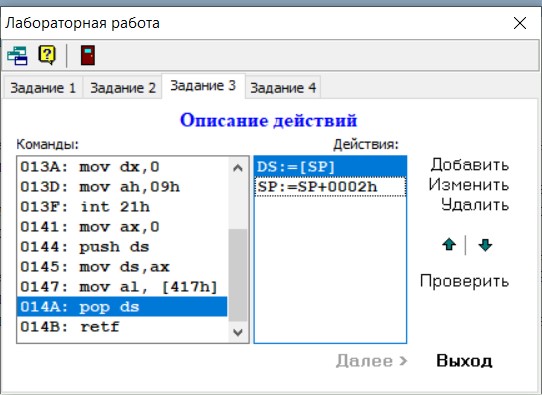 Лабораторная работа
Задание 1 Задание 2 Задание 3 Задание 4
Описание действий
Команды:
013A: mov dx,0
013D: mov ah,09h
013F: int 21h
0141: mov ax,0
0144: push ds
0145: mov ds,ax
0147: mov al, [417h]
014A: pop ds
014B: retf
Действия:
DS:=[SP]
SP:=SP+0002h
Добавить
Изменить
Удалить
Проверить
Далее >
Выход